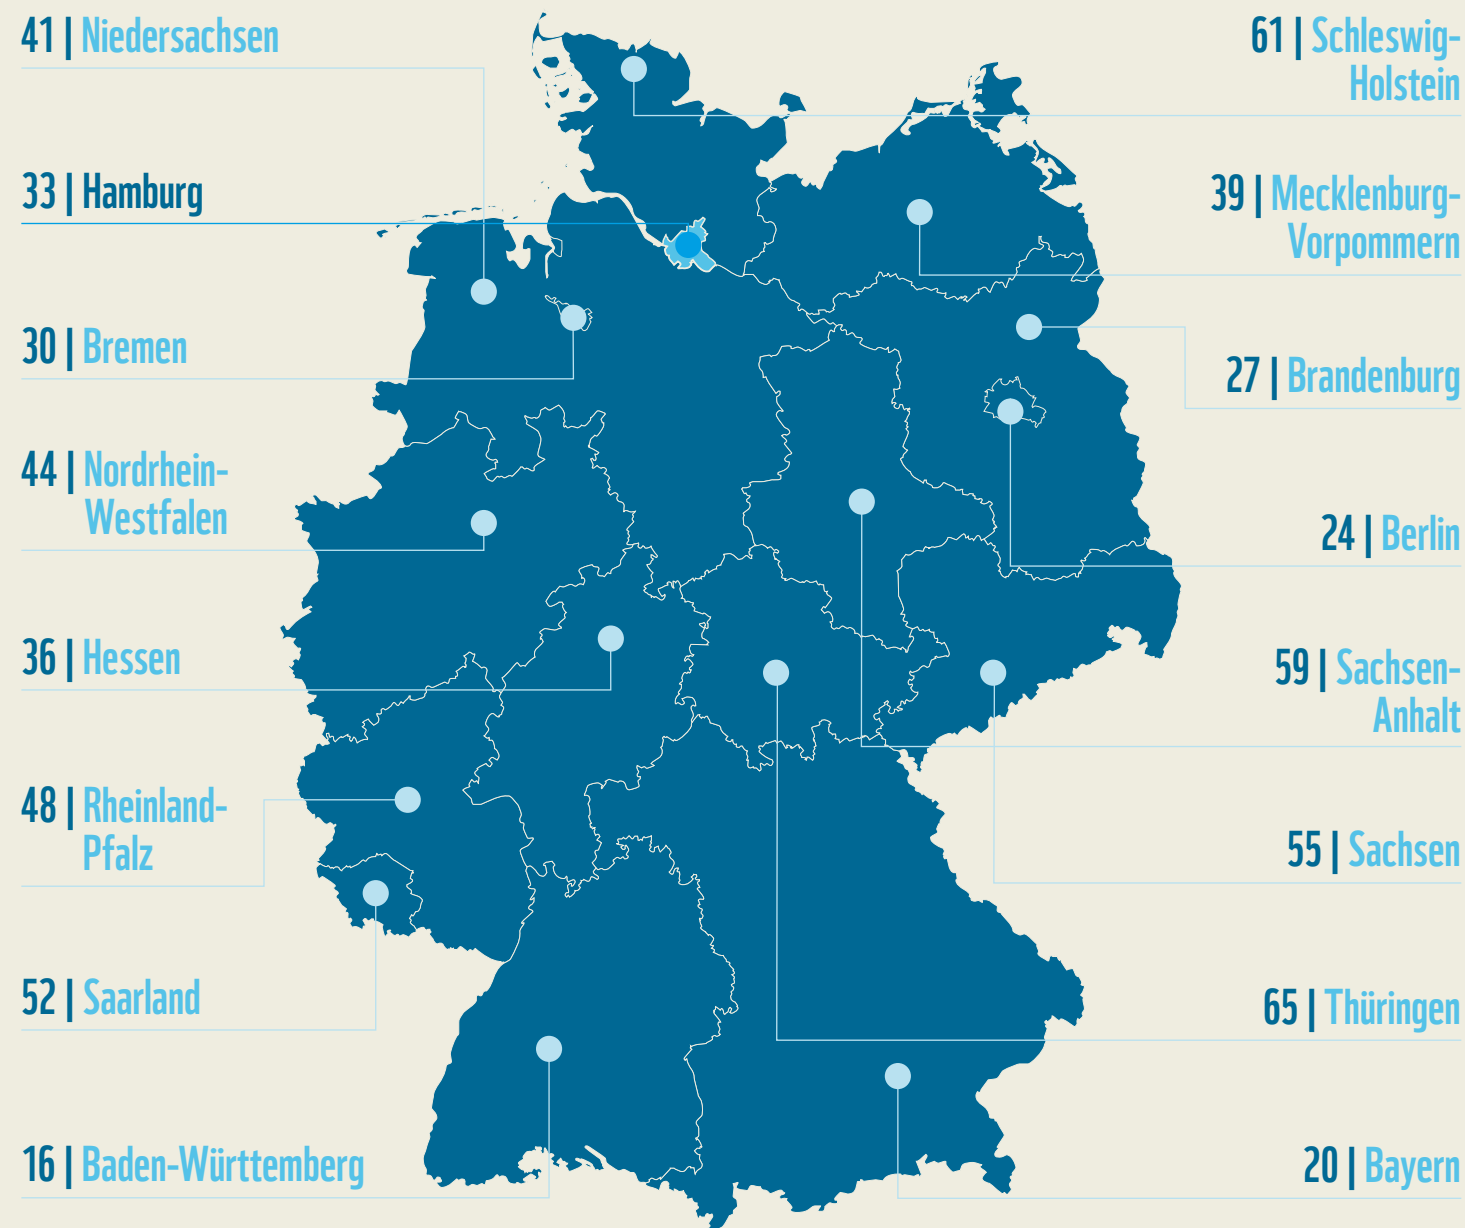 41 | Niedersachsen
33 | Hamburg
30 | Bremen
44 | Nordrhein-
Westfalen
36 | Hessen
48 | Rheinland-
Pfalz
52 | Saarland
16 | Baden-Württemberg
61 | Schleswig-
Holstein
39 | Mecklenburg-
Vorpommern
27 | Brandenburg
24 | Berlin
59 | Sachsen-
Anhalt
55 | Sachsen
65 | Thüringen
20 | Bayern